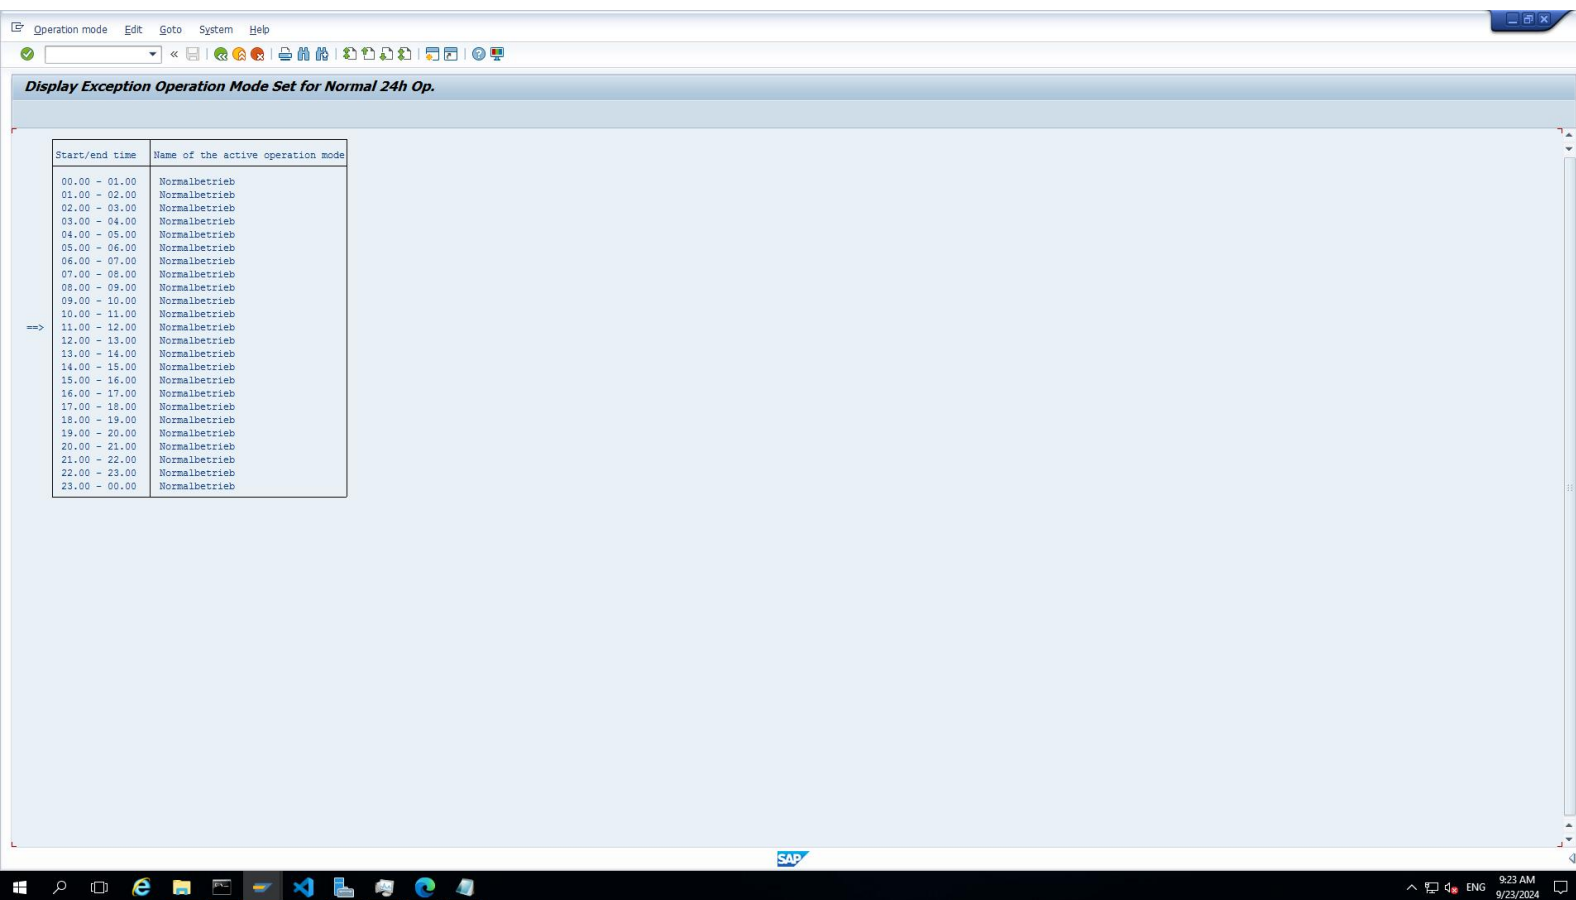 Operation mode Edit Goto System Help
Display Exception Operation Mode Set for Normal 24h Op.
Start/end time Name of the active operation mode
00.00 - 01.00 Normalbetrieb
01.00 - 02.00 Normalbetrieb
02.00 - 03.00 Normalbetrieb
03.00 - 04.00 Normalbetrieb
04.00 - 05.00 Normalbetrieb
05.00 - 06.00 Normalbetrieb
06.00 - 07.00 Normalbetrieb
07.00 - 08.00 Normalbetrieb
08.00 - 09.00 Normalbetrieb
09.00 - 10.00 Normalbetrieb
10.00 - 11.00 Normalbetrieb
==> 11.00 - 12.00 Normalbetrieb
12.00 - 13.00 Normalbetrieb
13.00 - 14.00 Normalbetrieb
14.00 - 15.00 Normalbetrieb
15.00 - 16.00 Normalbetrieb
16.00 - 17.00 Normalbetrieb
17.00 - 18.00 Normalbetrieb
18.00 - 19.00 Normalbetrieb
19.00 - 20.00 Normalbetrieb
20.00 - 21.00 Normalbetrieb
21.00 - 22.00 Normalbetrieb
22.00 - 23.00 Normalbetrieb
23.00 - 00.00 Normalbetrieb
SAP
ENG
9:23 AM
9/23/2024